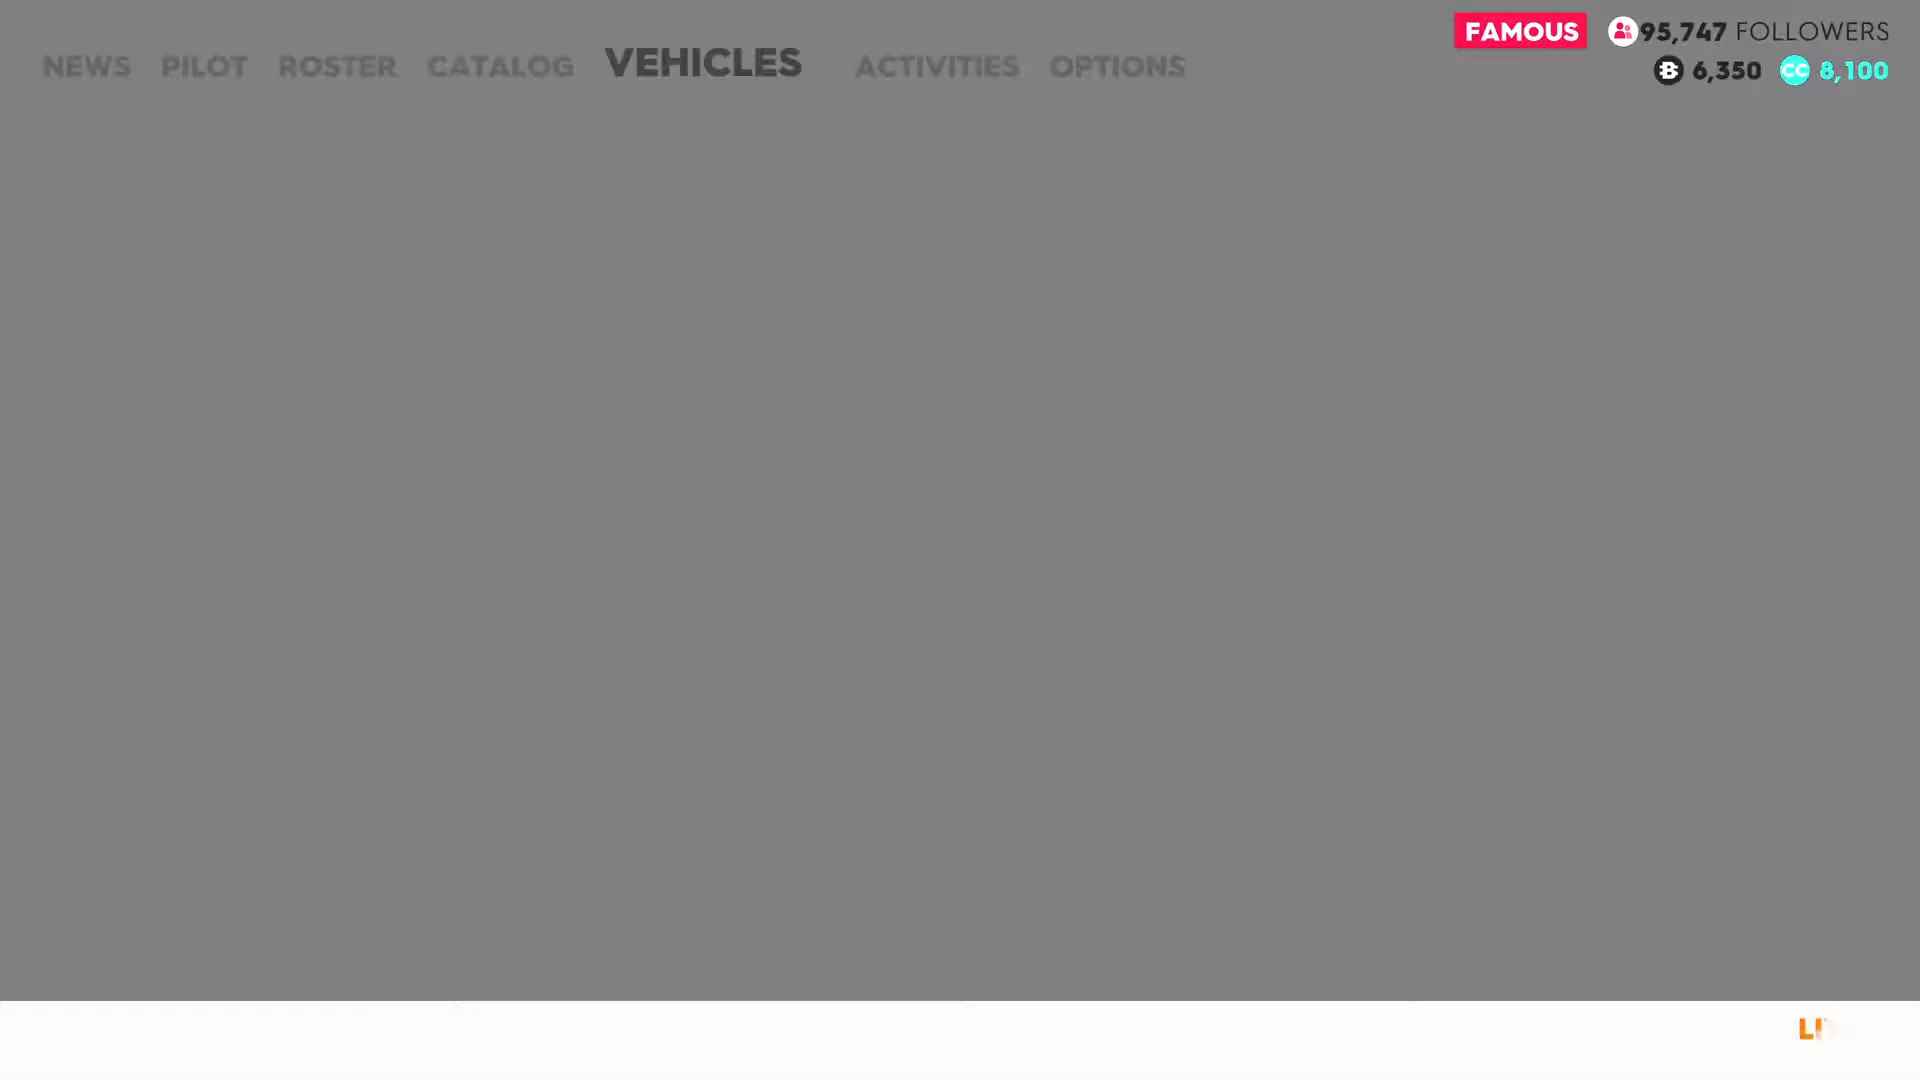 FAMOUS 95,747 FOLLOWERS
NEWS PILOT ROSTER CATALOG VEHICLES ACTIVITIES OPTIONS
6,350 CC 8,100